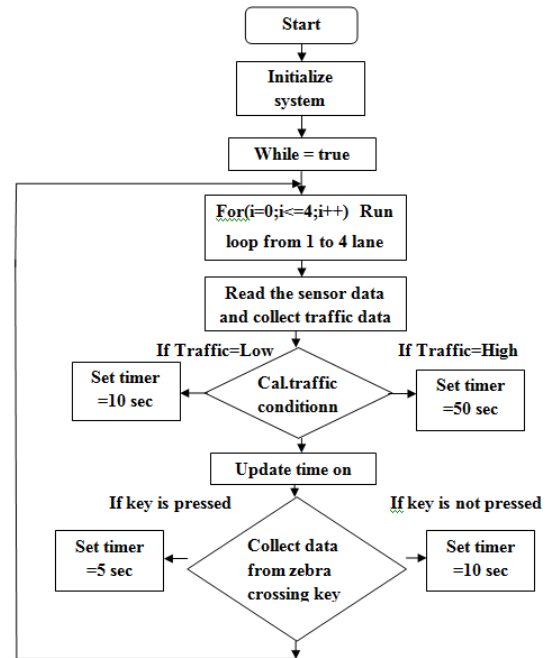 Start
Initialize
system
While = true
For(i=0;i<=4;i++) Run
loop from 1 to 4 lane
Read the sensor data
and collect traffic data
If Traffic=Low
If Traffic=High
Set timer
=10 sec
Cal.traffic
conditionn
Set timer
=50 sec
Update time on
If key is pressed
If key is not pressed
Set timer
=5 sec
Collect data
from zebra
crossing key
Set timer
=10 sec